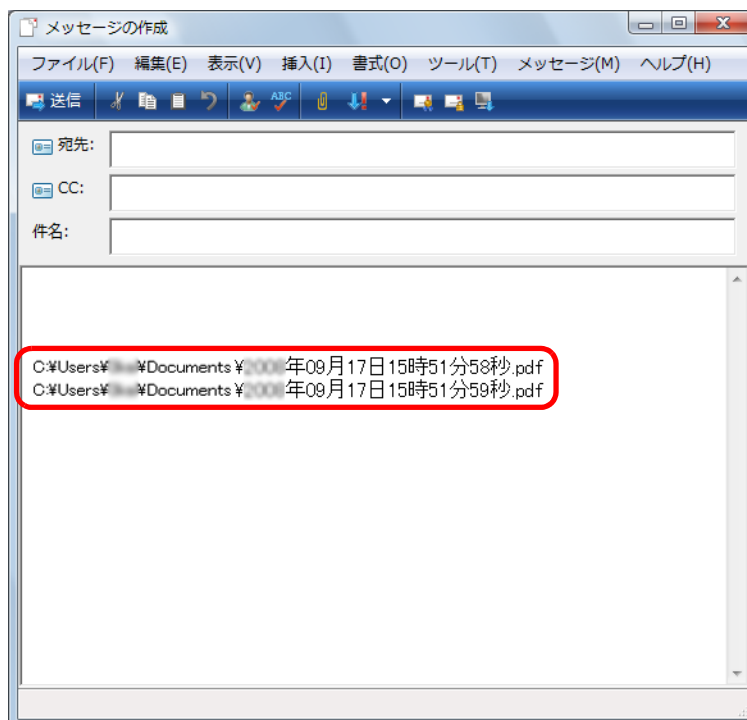 メッセージの作成
ファイル(F) 編集(E) 表示(V) 挿入(I) 書式(O) ツール(T) メッセージ(M) ヘルプ(H)
送信 ABC
宛先:
CC:
件名:
C:¥Users¥ ¥Documents¥ 年09月17日15時51分58秒.pdf
C:¥Users¥ ¥Documents¥ 年09月17日15時51分59秒.pdf